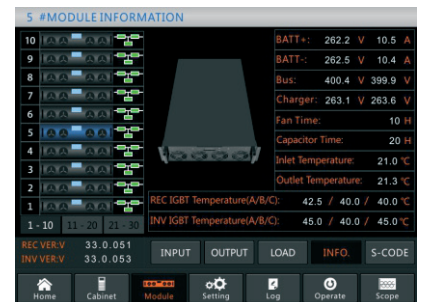 5 #MODULE INFORMATION
10
9
8
7
6
5
4
3
2
1
1 - 10 11 - 20 21 - 30
BATT+: 262.2 V 10.5 A
BATT-: 262.5 V 10.4 A
Bus: 400.4 V 399.9 V
Charger: 263.1 V 263.6 V
Fan Time: 10 H
Capacitor Time: 20 H
Inlet Temperature: 21.0 ℃
Outlet Temperature: 21.3 ℃
REC IGBT Temperature(A/B/C): 42.5 / 40.0 / 40.0 ℃
INV IGBT Temperature(A/B/C): 45.0 / 40.0 / 45.0 ℃
REC VER:V 33.0.051
INV VER:V 33.0.053
INPUT OUTPUT LOAD INFO. S-CODE
Home Cabinet Module Setting Log Operate Scope